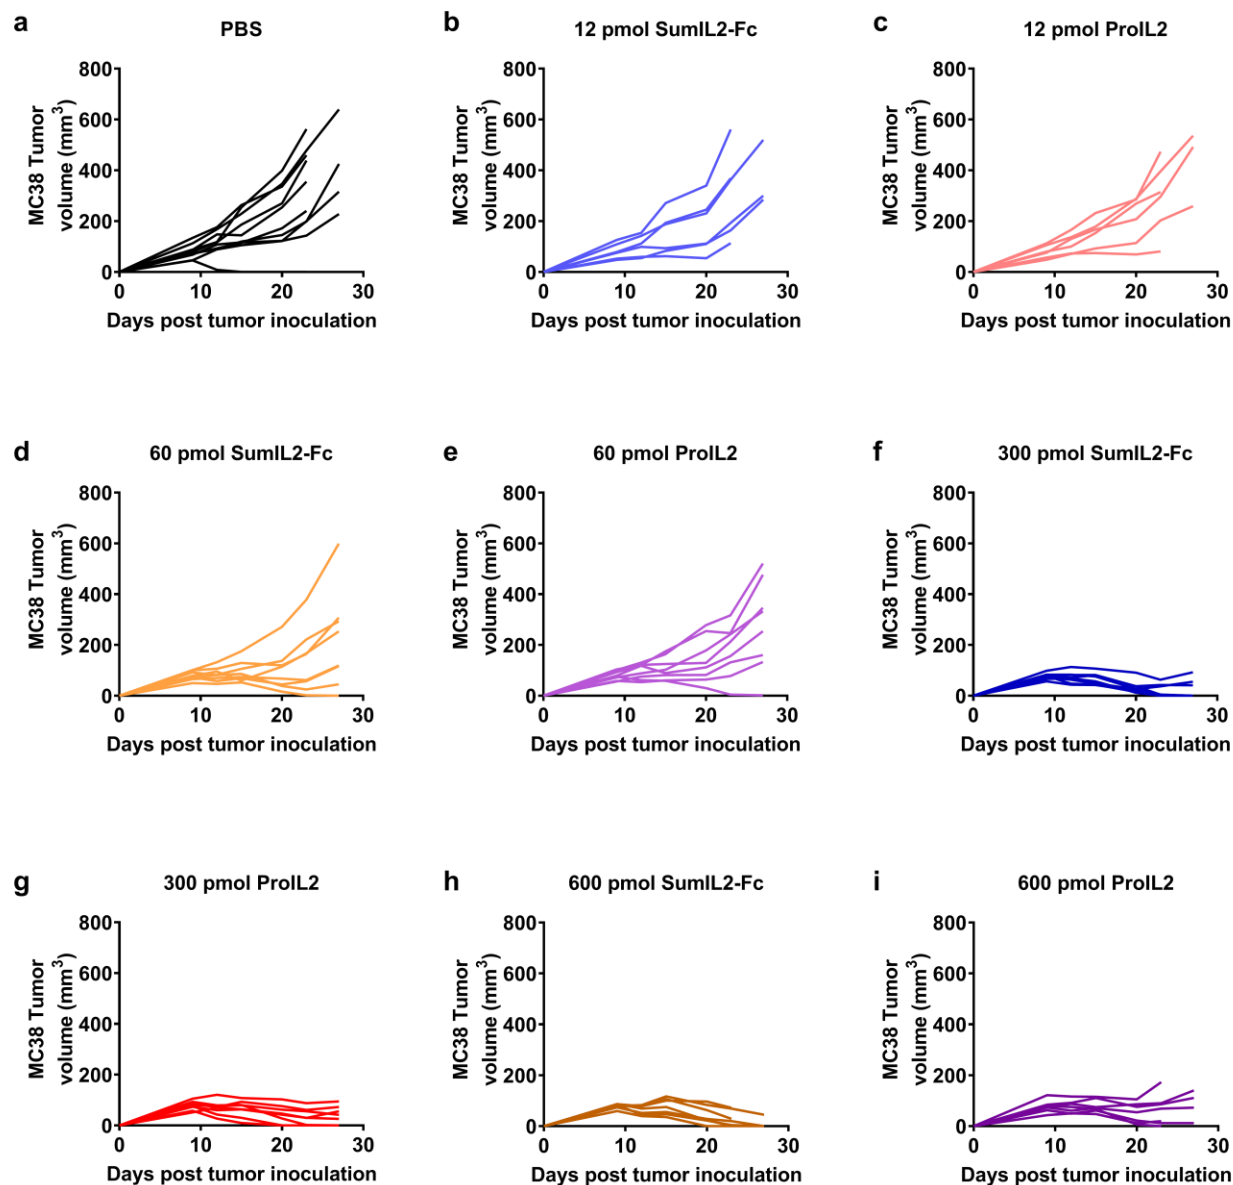 a PBS
800
600
400
200
0
MC38 Tumor
volume (mm³)
0 10 20 30
Days post tumor inoculation
b 12 pmol SumIL2-Fc
800
600
400
200
0
MC38 Tumor
volume (mm³)
0 10 20 30
Days post tumor inoculation
c 12 pmol ProIL2
800
600
400
200
0
MC38 Tumor
volume (mm³)
0 10 20 30
Days post tumor inoculation
d 60 pmol SumIL2-Fc
800
600
400
200
0
MC38 Tumor
volume (mm³)
0 10 20 30
Days post tumor inoculation
e 60 pmol ProIL2
800
600
400
200
0
MC38 Tumor
volume (mm³)
0 10 20 30
Days post tumor inoculation
f 300 pmol SumIL2-Fc
800
600
400
200
0
MC38 Tumor
volume (mm³)
0 10 20 30
Days post tumor inoculation
g 300 pmol ProIL2
800
600
400
200
0
MC38 Tumor
volume (mm³)
0 10 20 30
Days post tumor inoculation
h 600 pmol SumIL2-Fc
800
600
400
200
0
MC38 Tumor
volume (mm³)
0 10 20 30
Days post tumor inoculation
i 600 pmol ProIL2
800
600
400
200
0
MC38 Tumor
volume (mm³)
0 10 20 30
Days post tumor inoculation